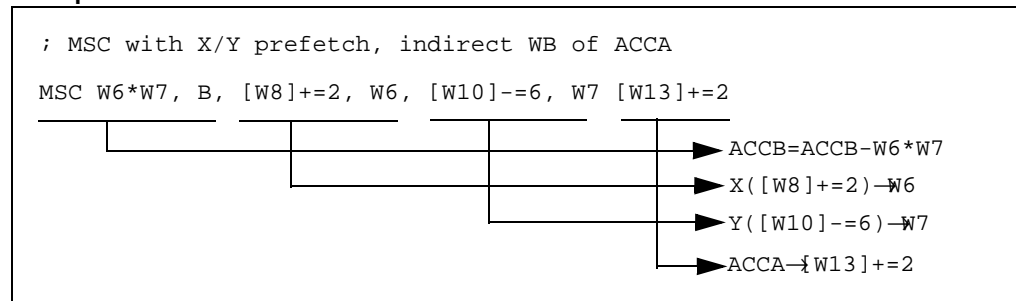 ; MSC with X/Y prefetch, indirect WB of ACCA
MSC W6*W7, B, [W8]+=2, W6, [W10]-=6, W7 [W13]+=2
ACCB=ACCB-W6*W7
X([W8]+=2)→W6
Y([W10]-=6)→W7
ACCA→[W13]+=2